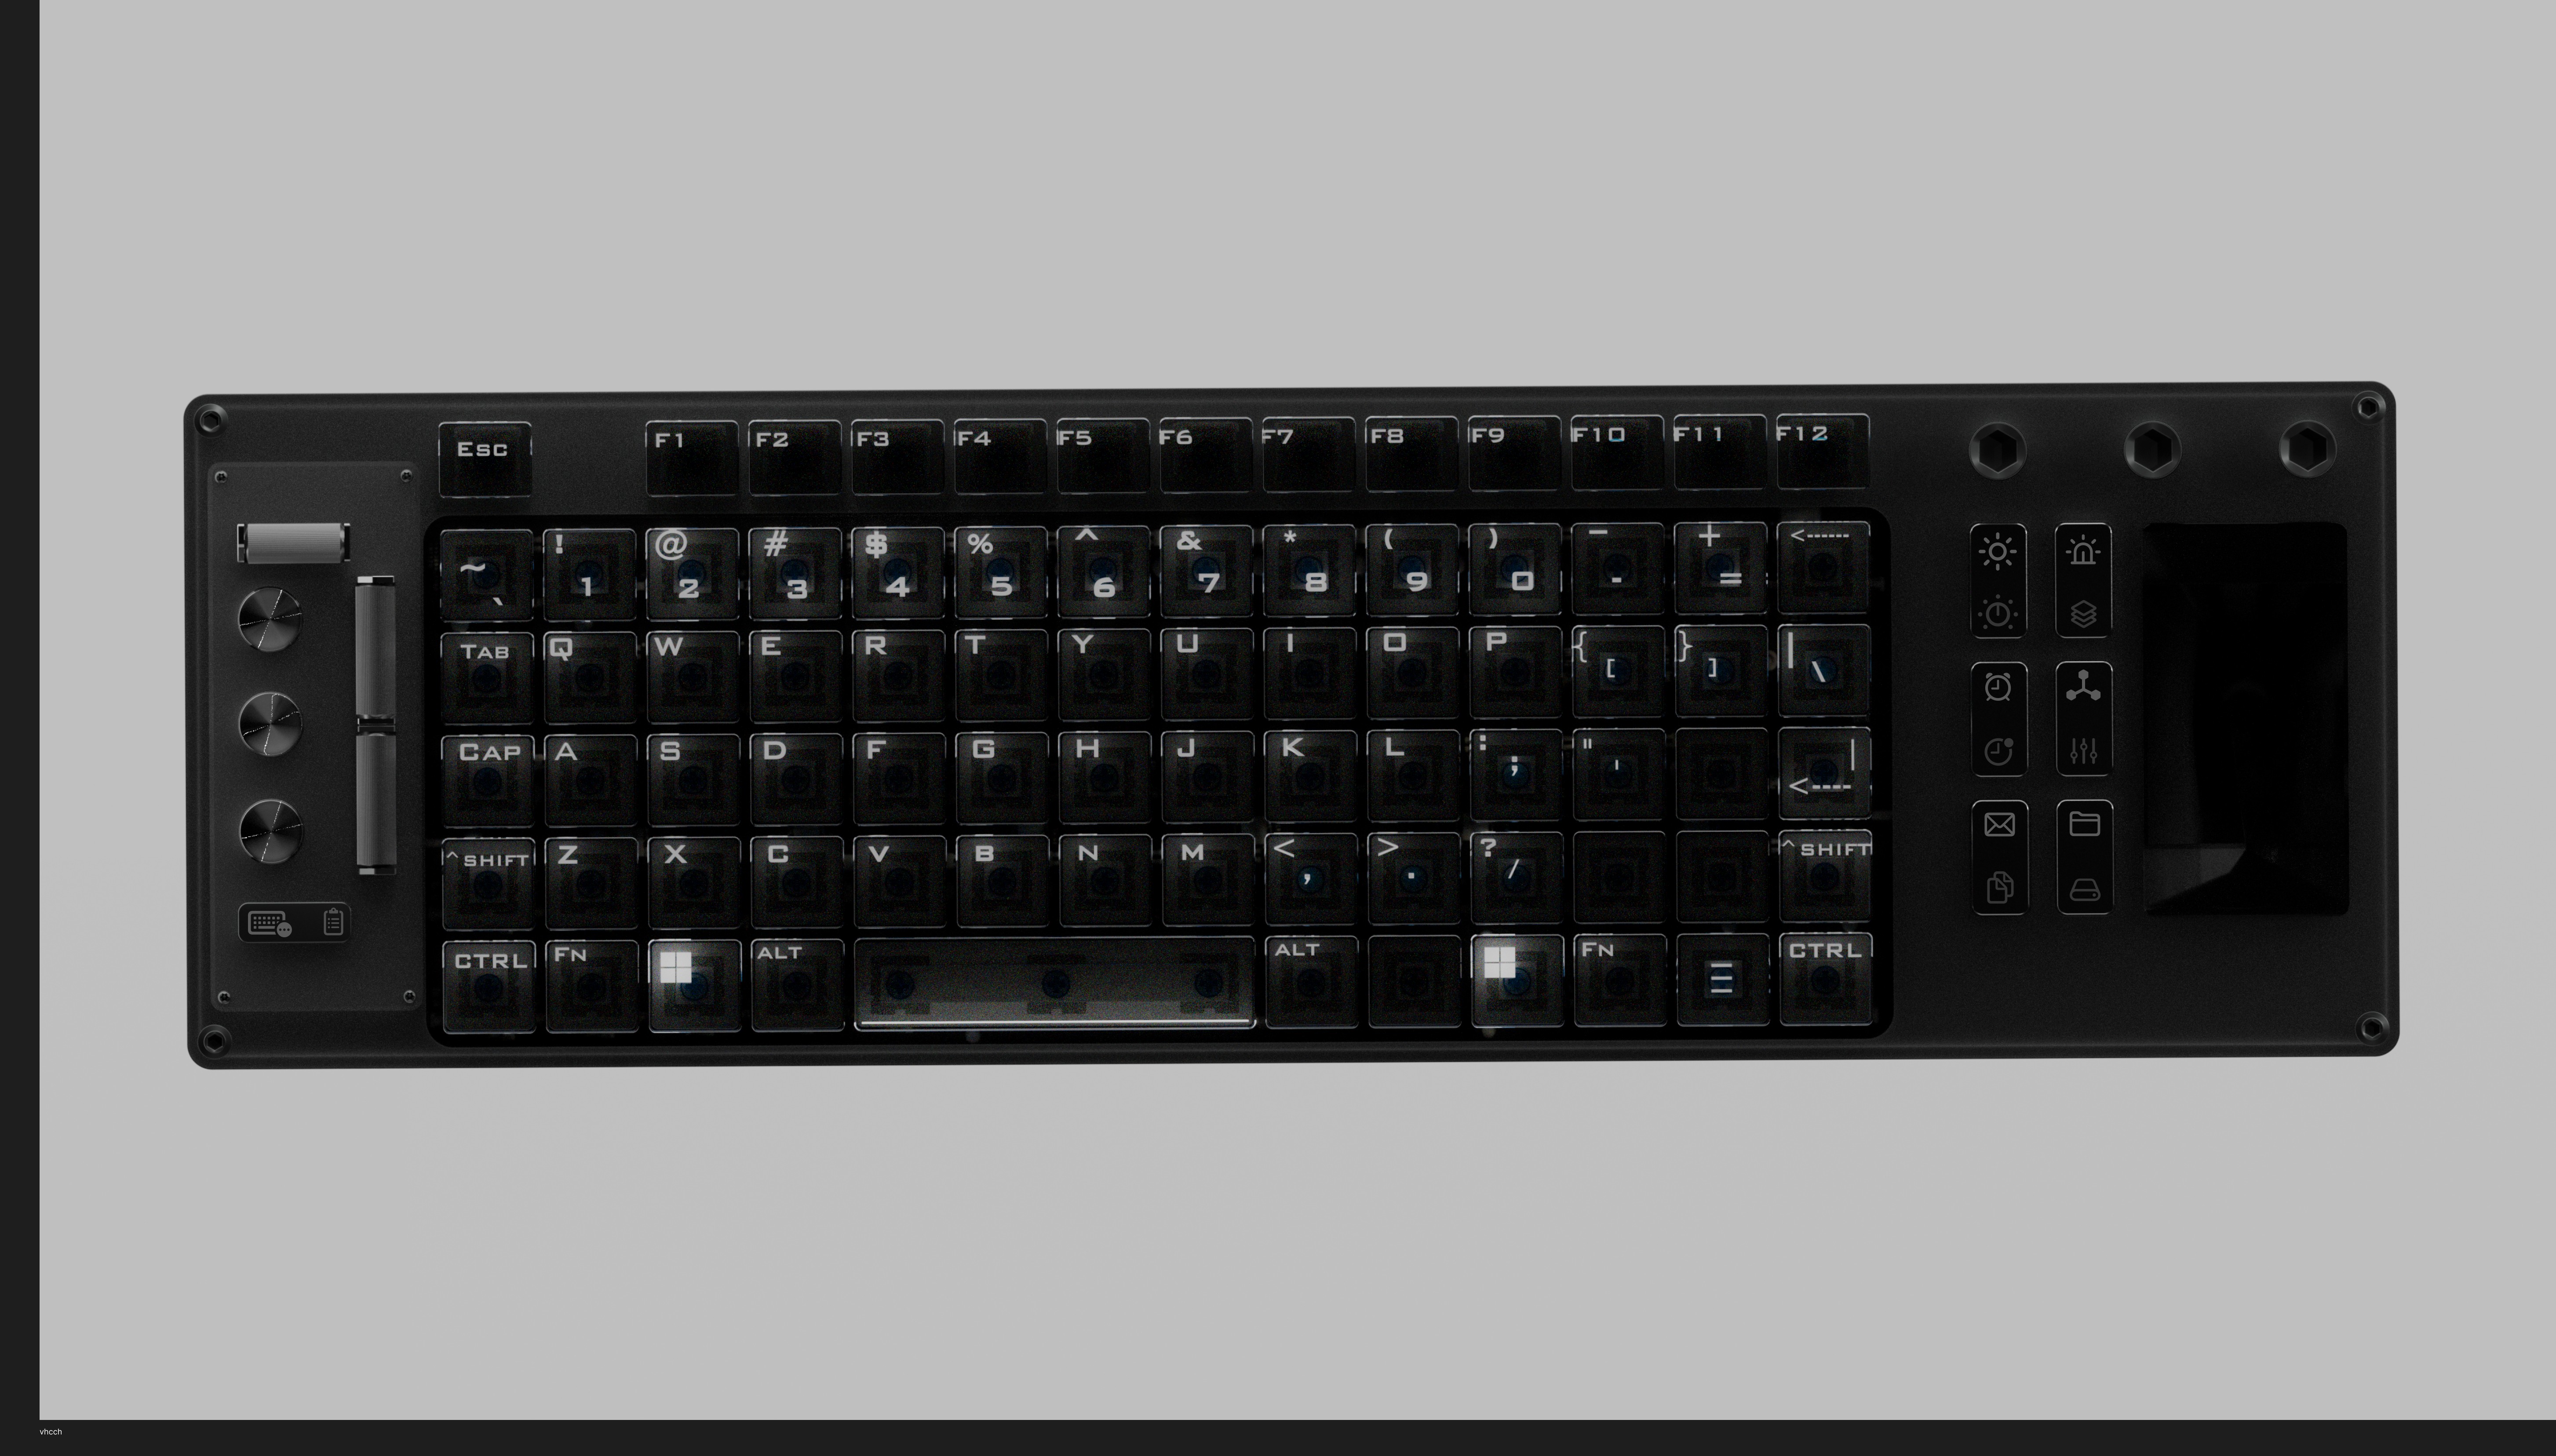 Esc F1 F2 F3 F4 F5 F6 F7 F8 F9 F10 F11 F12
~ ! @ # $ % ^ & * ( ) – + <------
` 1 2 3 4 5 6 7 8 9 0 - =
TAB Q W E R T Y U I O P { } |
[ ] \
CAP A S D F G H J K L : " |
; ' <----
^ SHIFT Z X C V B N M < > ? ^ SHIFT
, . /
CTRL FN ALT ALT FN CTRL
vhcch